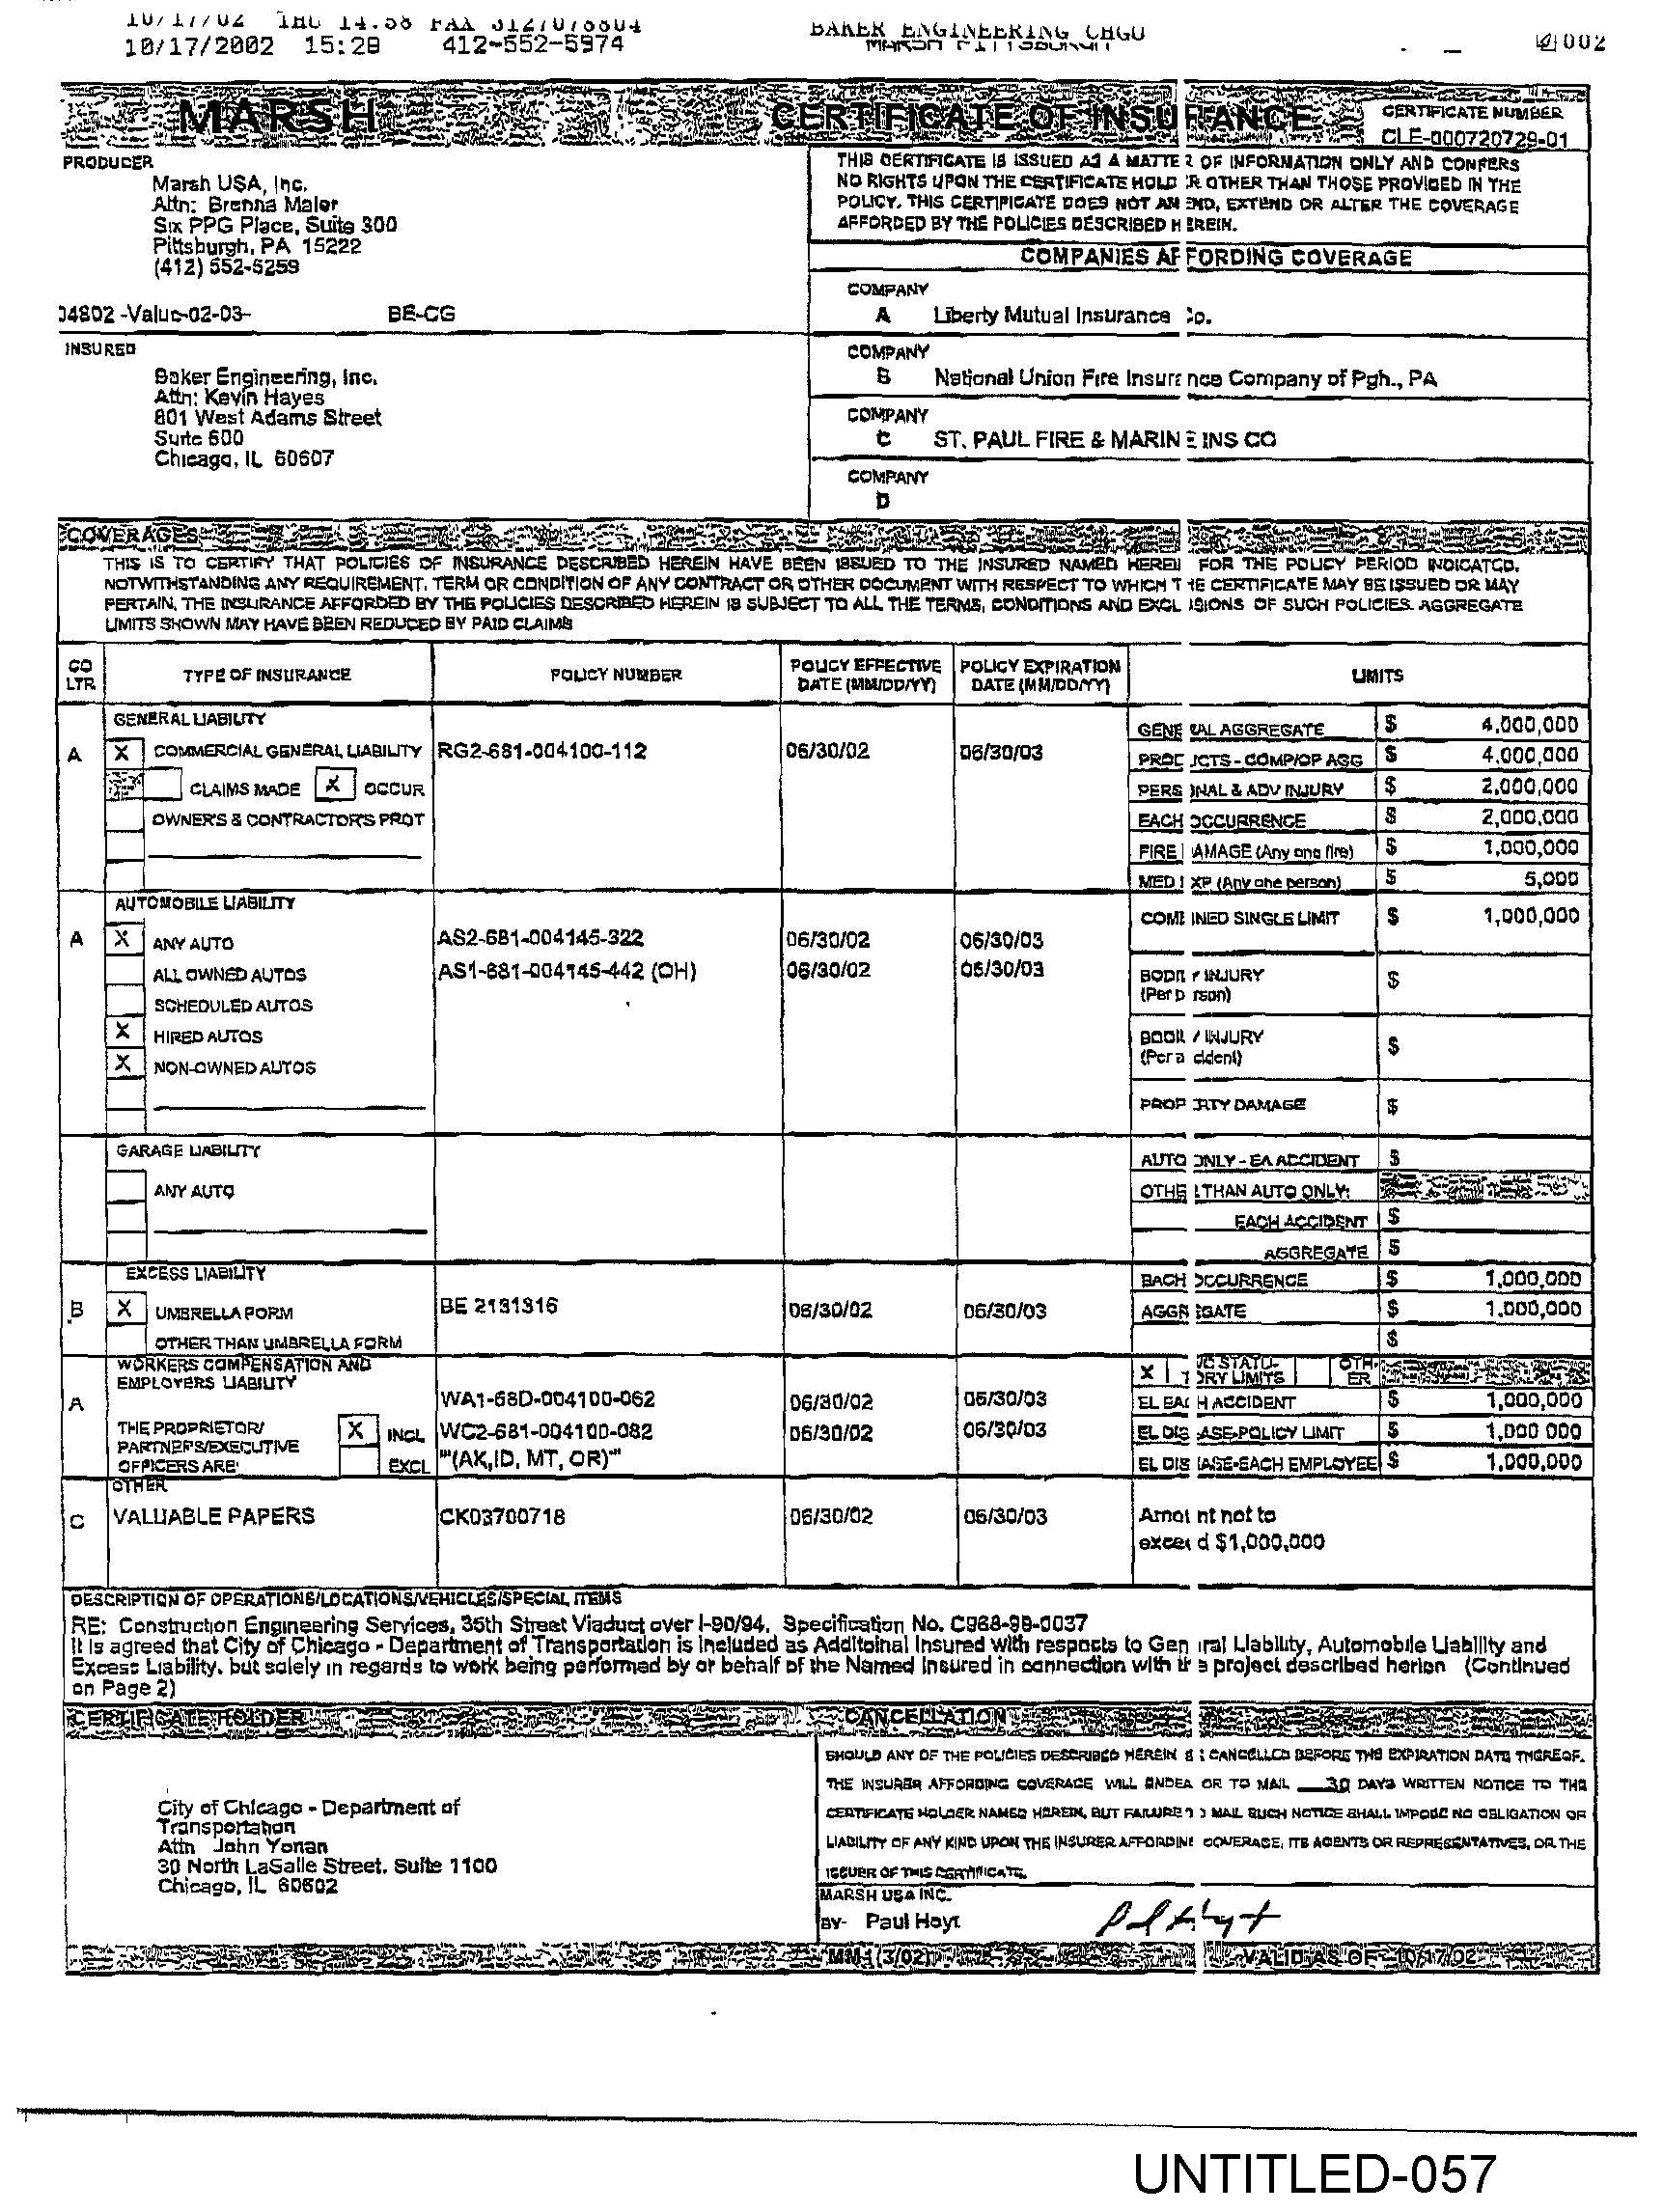 10/17/02 THU 14:58 FAX 3127078804 BAKER ENGINEERING CHGO 002
10/17/2002 15:28 412-552-5974 MARSH PITTSBURGH
MARSH CERTIFICATE OF INSURANCE CERTIFICATE NUMBER
CLE-000720729-01
PRODUCER
Marsh USA, Inc.
Attn: Brenna Maler
Six PPG Place, Suite 300
Pittsburgh, PA 15222
(412) 552-5259
04802 -Value-02-03- BE-CG
THIS CERTIFICATE IS ISSUED AS A MATTER OF INFORMATION ONLY AND CONFERS
NO RIGHTS UPON THE CERTIFICATE HOLDER OTHER THAN THOSE PROVIDED IN THE
POLICY. THIS CERTIFICATE DOES NOT AMEND, EXTEND OR ALTER THE COVERAGE
AFFORDED BY THE POLICIES DESCRIBED HEREIN.
COMPANIES AFFORDING COVERAGE
COMPANY
A Liberty Mutual Insurance Co.
INSURED
Baker Engineering, Inc.
Attn: Kevin Hayes
801 West Adams Street
Suite 600
Chicago, IL 60607
COMPANY
B National Union Fire Insurance Company of Pgh., PA
COMPANY
C ST. PAUL FIRE & MARINE INS CO
COMPANY
D
COVERAGES
THIS IS TO CERTIFY THAT POLICIES OF INSURANCE DESCRIBED HEREIN HAVE BEEN ISSUED TO THE INSURED NAMED HEREIN FOR THE POLICY PERIOD INDICATED.
NOTWITHSTANDING ANY REQUIREMENT, TERM OR CONDITION OF ANY CONTRACT OR OTHER DOCUMENT WITH RESPECT TO WHICH THE CERTIFICATE MAY BE ISSUED OR MAY
PERTAIN, THE INSURANCE AFFORDED BY THE POLICIES DESCRIBED HEREIN IS SUBJECT TO ALL THE TERMS, CONDITIONS AND EXCLUSIONS OF SUCH POLICIES. AGGREGATE
LIMITS SHOWN MAY HAVE BEEN REDUCED BY PAID CLAIMS
CO LTR TYPE OF INSURANCE POLICY NUMBER POLICY EFFECTIVE DATE (MM/DD/YY) POLICY EXPIRATION DATE (MM/DD/YY) LIMITS
GENERAL LIABILITY GENERAL AGGREGATE $ 4,000,000
A X COMMERCIAL GENERAL LIABILITY RG2-681-004100-112 06/30/02 06/30/03 PRODUCTS - COMP/OP AGG $ 4,000,000
CLAIMS MADE X OCCUR PERSONAL & ADV INJURY $ 2,000,000
OWNER'S & CONTRACTOR'S PROT EACH OCCURRENCE $ 2,000,000
FIRE DAMAGE (Any one fire) $ 1,000,000
MED EXP (Any one person) $ 5,000
AUTOMOBILE LIABILITY COMBINED SINGLE LIMIT $ 1,000,000
A X ANY AUTO AS2-681-004145-322 06/30/02 06/30/03
ALL OWNED AUTOS AS1-681-004145-442 (OH) 06/30/02 06/30/03 BODILY INJURY $
(Per person)
SCHEDULED AUTOS
X HIRED AUTOS BODILY INJURY $
(Per accident)
X NON-OWNED AUTOS
PROPERTY DAMAGE $
GARAGE LIABILITY AUTO ONLY - EA ACCIDENT $
ANY AUTO OTHER THAN AUTO ONLY:
EACH ACCIDENT $
AGGREGATE $
EXCESS LIABILITY EACH OCCURRENCE $ 1,000,000
B X UMBRELLA FORM BE 2131316 06/30/02 06/30/03 AGGREGATE $ 1,000,000
OTHER THAN UMBRELLA FORM $
WORKERS COMPENSATION AND X WC STATU- OTH-
EMPLOYERS LIABILITY TORY LIMITS ER
A WA1-68D-004100-062 06/30/02 06/30/03 EL EACH ACCIDENT $ 1,000,000
THE PROPRIETOR/ X INCL WC2-681-004100-082 06/30/02 06/30/03 EL DISEASE-POLICY LIMIT $ 1,000,000
PARTNERS/EXECUTIVE
OFFICERS ARE: EXCL "*(AK,ID, MT, OR)*" EL DISEASE-EACH EMPLOYEE $ 1,000,000
OTHER
C VALUABLE PAPERS CK03700718 06/30/02 06/30/03 Amount not to
exceed $1,000,000
DESCRIPTION OF OPERATIONS/LOCATIONS/VEHICLES/SPECIAL ITEMS
RE: Construction Engineering Services, 35th Street Viaduct over I-90/94, Specification No. C988-98-0037
It is agreed that City of Chicago - Department of Transportation is included as Additoinal Insured with respects to General Liability, Automobile Liability and
Excess Liability, but solely in regards to work being performed by or behalf of the Named Insured in connection with the project described herion (Continued
on Page 2)
CERTIFICATE HOLDER
City of Chicago - Department of
Transportation
Attn John Yonan
30 North LaSalle Street, Suite 1100
Chicago, IL 60602
CANCELLATION
SHOULD ANY OF THE POLICIES DESCRIBED HEREIN BE CANCELLED BEFORE THE EXPIRATION DATE THEREOF,
THE INSURER AFFORDING COVERAGE WILL ENDEAVOR TO MAIL 30 DAYS WRITTEN NOTICE TO THE
CERTIFICATE HOLDER NAMED HEREIN, BUT FAILURE TO MAIL SUCH NOTICE SHALL IMPOSE NO OBLIGATION OR
LIABILITY OF ANY KIND UPON THE INSURER AFFORDING COVERAGE, ITS AGENTS OR REPRESENTATIVES, OR THE
ISSUER OF THIS CERTIFICATE.
MARSH USA INC.
BY- Paul Hoyt
MM1 (3/02) VALID AS OF 10/17/02
UNTITLED-057